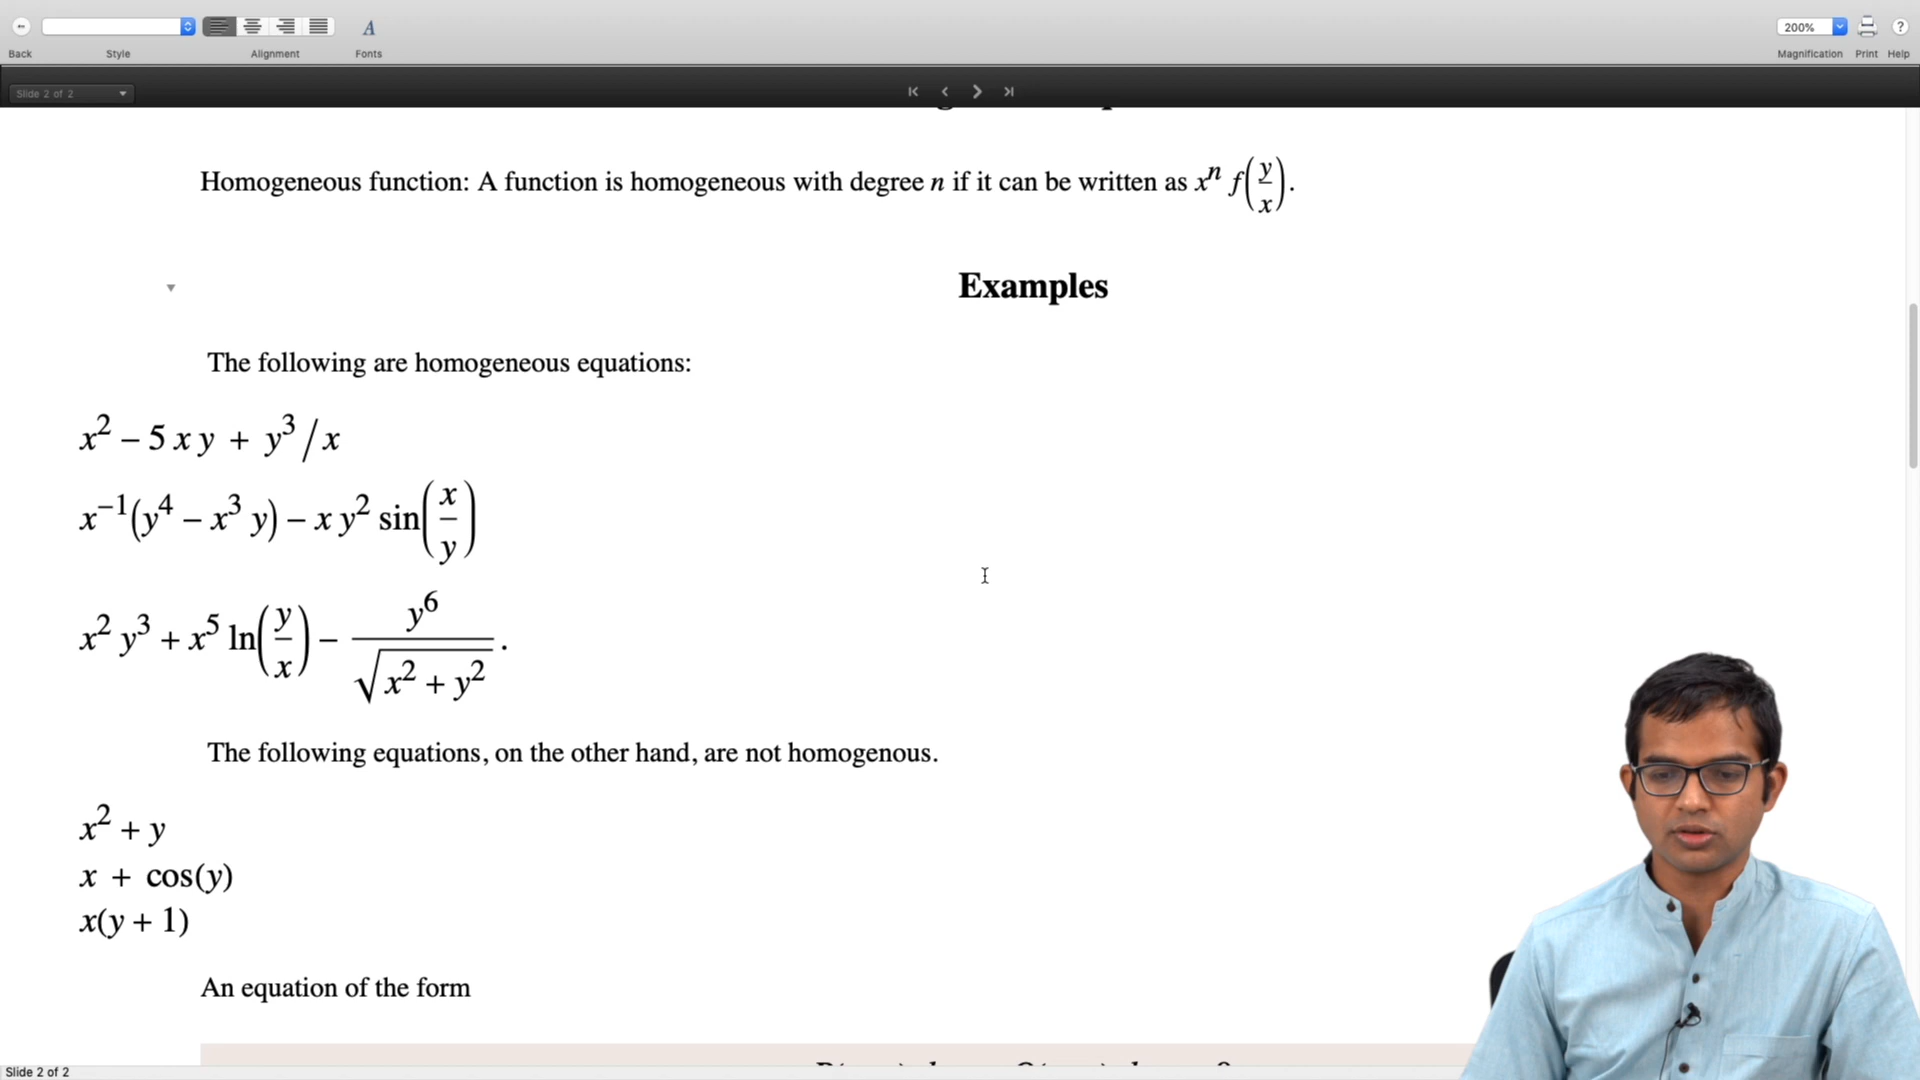 Back Style Alignment Fonts
200%
Magnification Print Help
Slide 2 of 2
Homogeneous function: A function is homogeneous with degree n if it can be written as xⁿ f(y/x).
Examples
The following are homogeneous equations:
x² − 5 x y + y³ / x
x⁻¹(y⁴ − x³ y) − x y² sin(x/y)
x² y³ + x⁵ ln(y/x) − y⁶/√(x² + y²).
The following equations, on the other hand, are not homogenous.
x² + y
x + cos(y)
x(y + 1)
An equation of the form
Slide 2 of 2